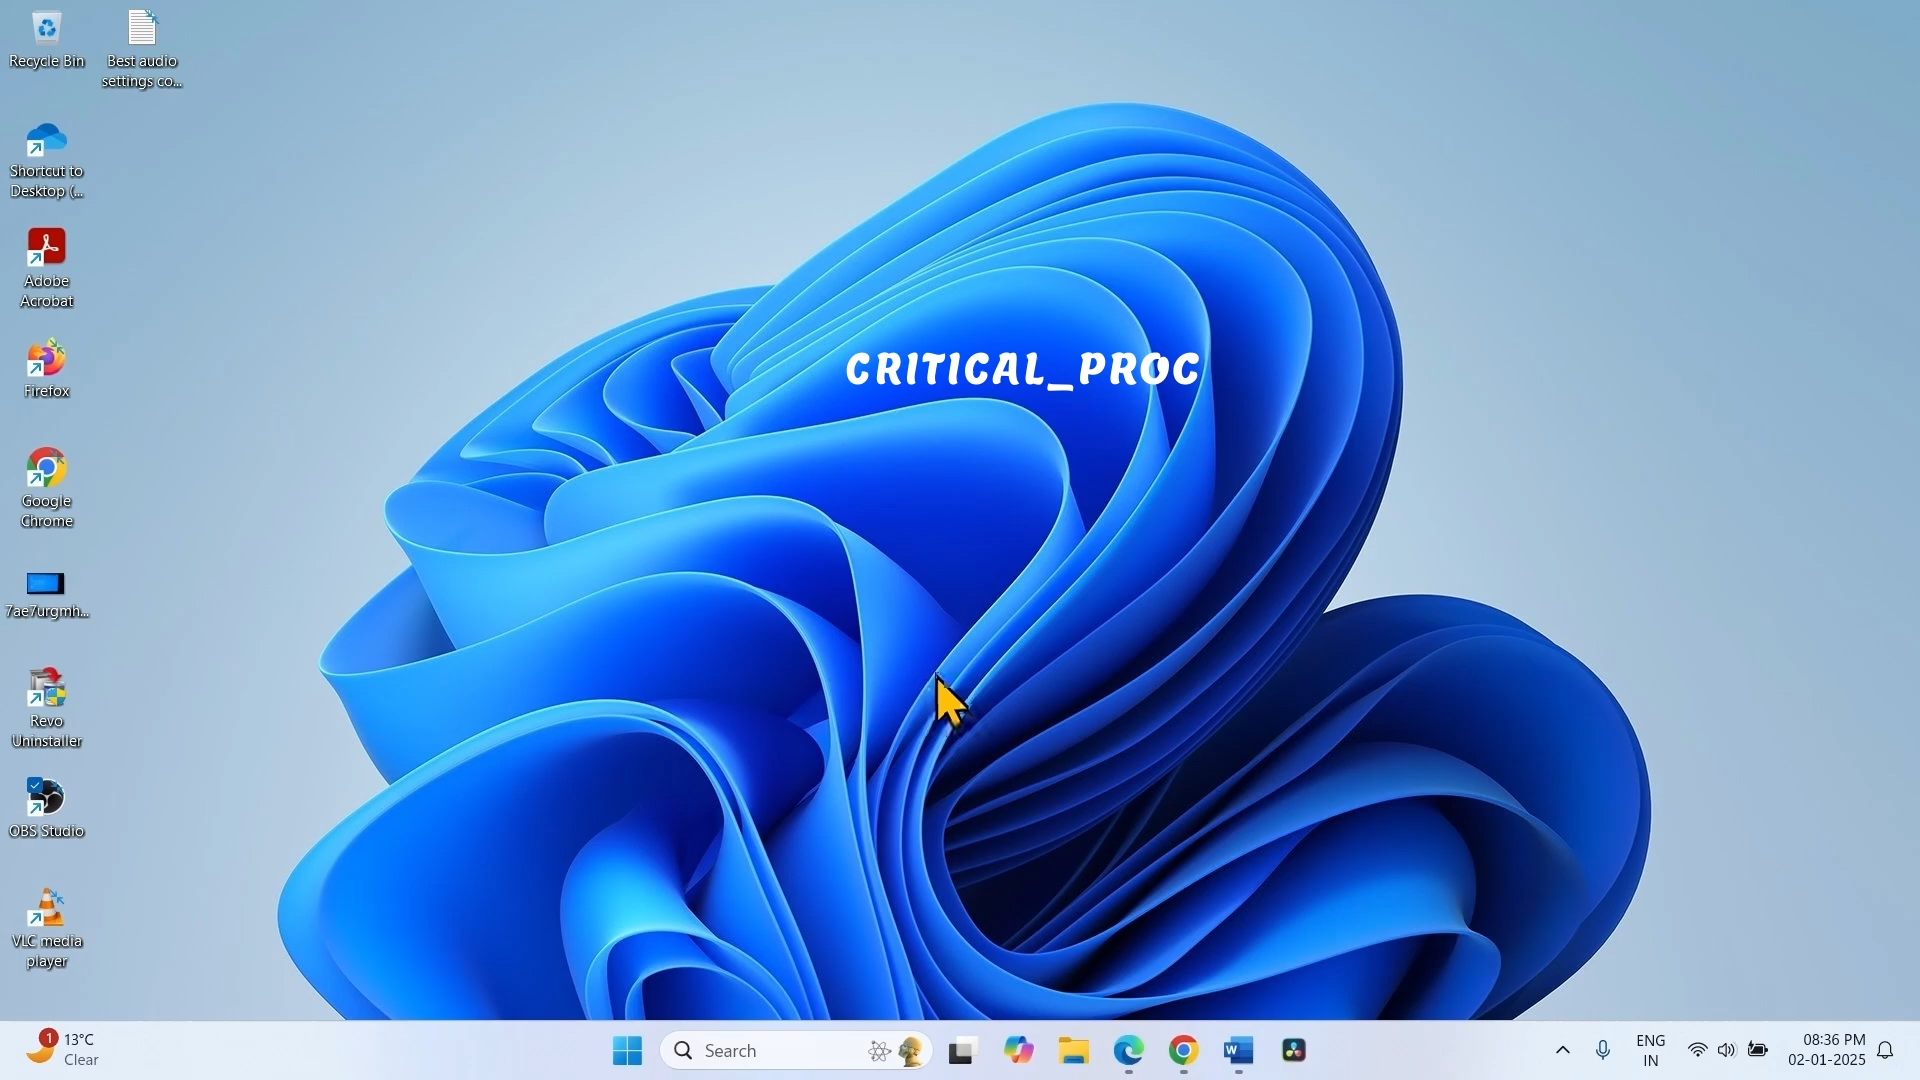 Recycle Bin
Best audio
settings co...
Shortcut to
Desktop (...
Adobe
Acrobat
Firefox
Google
Chrome
7ae7urgmh...
Revo
Uninstaller
OBS Studio
VLC media
player
CRITICAL_PROC
1
13°C
Clear
Search
W
ENG
IN
08:36 PM
02-01-2025